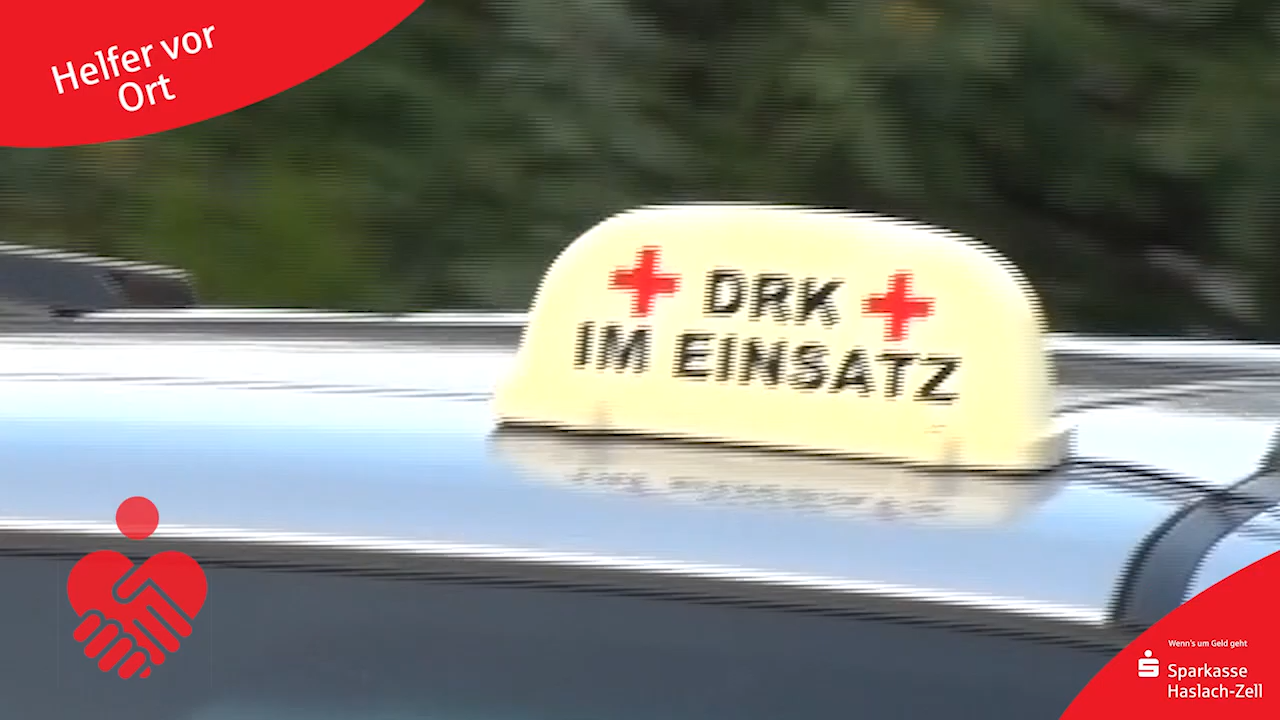 Helfer vor
Ort
DRK
IM EINSATZ
Wenn's um Geld geht
Sparkasse
Haslach-Zell